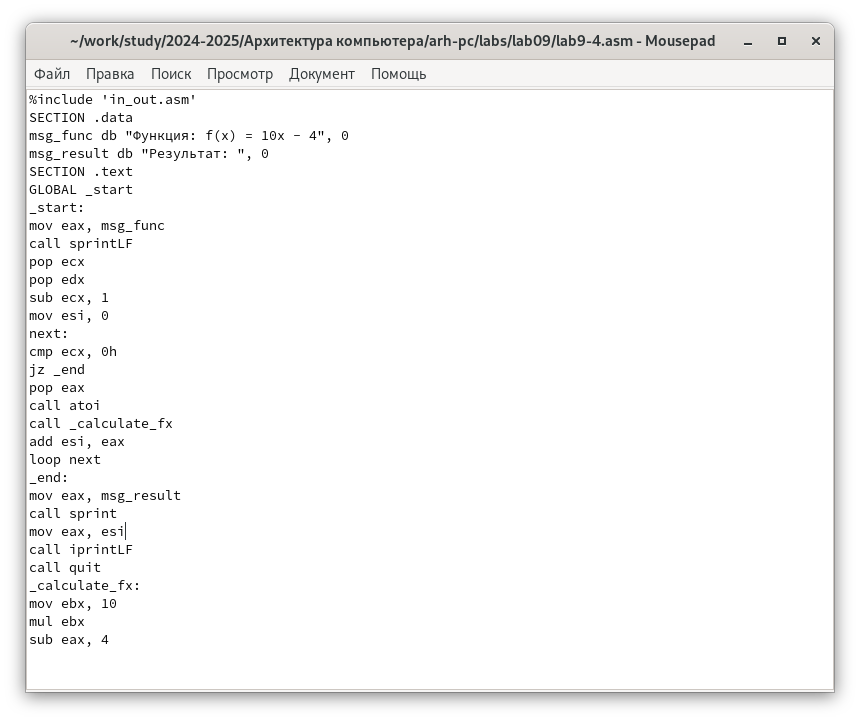 ~/work/study/2024-2025/Архитектура компьютера/arh-pc/labs/lab09/lab9-4.asm - Mousepad
Файл Правка Поиск Просмотр Документ Помощь
%include 'in_out.asm'
SECTION .data
msg_func db "Функция: f(x) = 10x - 4", 0
msg_result db "Результат: ", 0
SECTION .text
GLOBAL _start
_start:
mov eax, msg_func
call sprintLF
pop ecx
pop edx
sub ecx, 1
mov esi, 0
next:
cmp ecx, 0h
jz _end
pop eax
call atoi
call _calculate_fx
add esi, eax
loop next
_end:
mov eax, msg_result
call sprint
mov eax, esi
call iprintLF
call quit
_calculate_fx:
mov ebx, 10
mul ebx
sub eax, 4